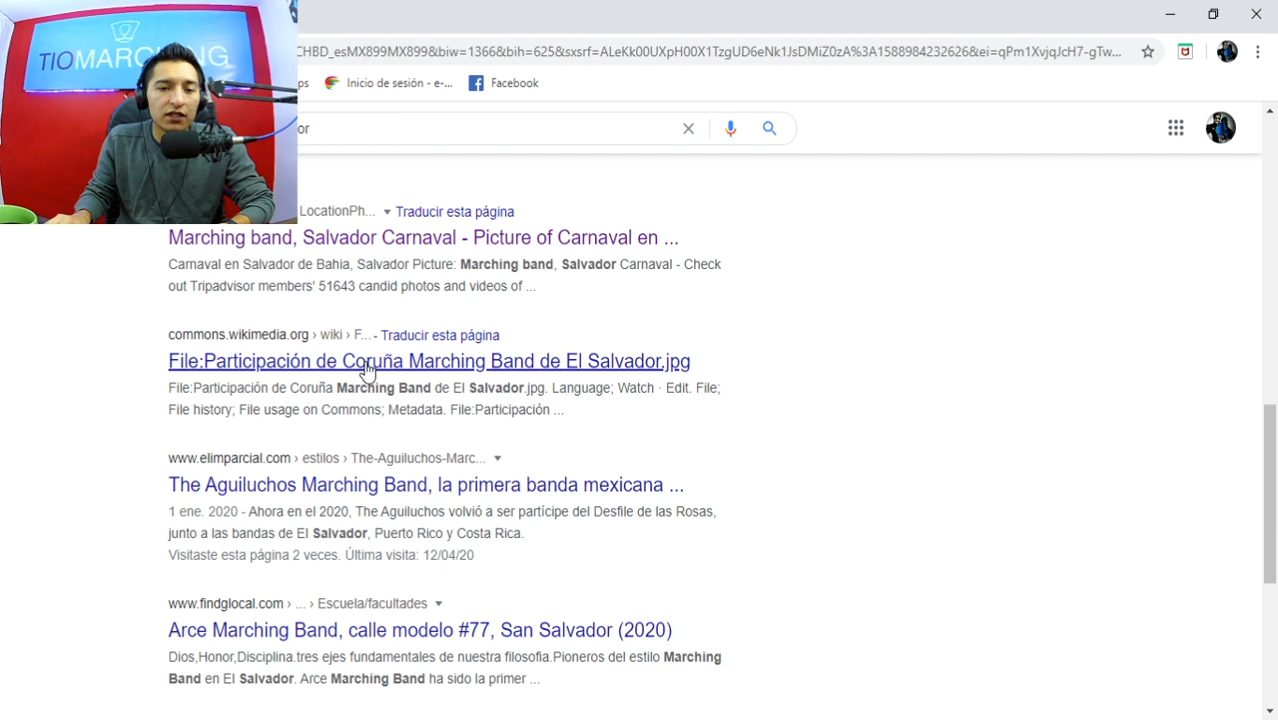 TIOMARCHING
CHBD_esMX899MX899&biw=1366&bih=625&sxsrf=ALeKk00UXpH00X1TzgUD6eNk1JsDMiZ0zA%3A1588984232626&ei=qPm1XvjqJcH7-gTw...
ps Inicio de sesión - e-... Facebook
or
LocationPh... Traducir esta página
Marching band, Salvador Carnaval - Picture of Carnaval en ...
Carnaval en Salvador de Bahia, Salvador Picture: Marching band, Salvador Carnaval - Check
out Tripadvisor members' 51643 candid photos and videos of ...
commons.wikimedia.org › wiki › F... - Traducir esta página
File:Participación de Coruña Marching Band de El Salvador.jpg
File:Participación de Coruña Marching Band de El Salvador.jpg. Language; Watch · Edit. File;
File history; File usage on Commons; Metadata. File:Participación ...
www.elimparcial.com › estilos › The-Aguiluchos-Marc...
The Aguiluchos Marching Band, la primera banda mexicana ...
1 ene. 2020 - Ahora en el 2020, The Aguiluchos volvió a ser partícipe del Desfile de las Rosas,
junto a las bandas de El Salvador, Puerto Rico y Costa Rica.
Visitaste esta página 2 veces. Última visita: 12/04/20
www.findglocal.com › ... › Escuela/facultades
Arce Marching Band, calle modelo #77, San Salvador (2020)
Dios,Honor,Disciplina.tres ejes fundamentales de nuestra filosofia.Pioneros del estilo Marching
Band en El Salvador. Arce Marching Band ha sido la primer ...